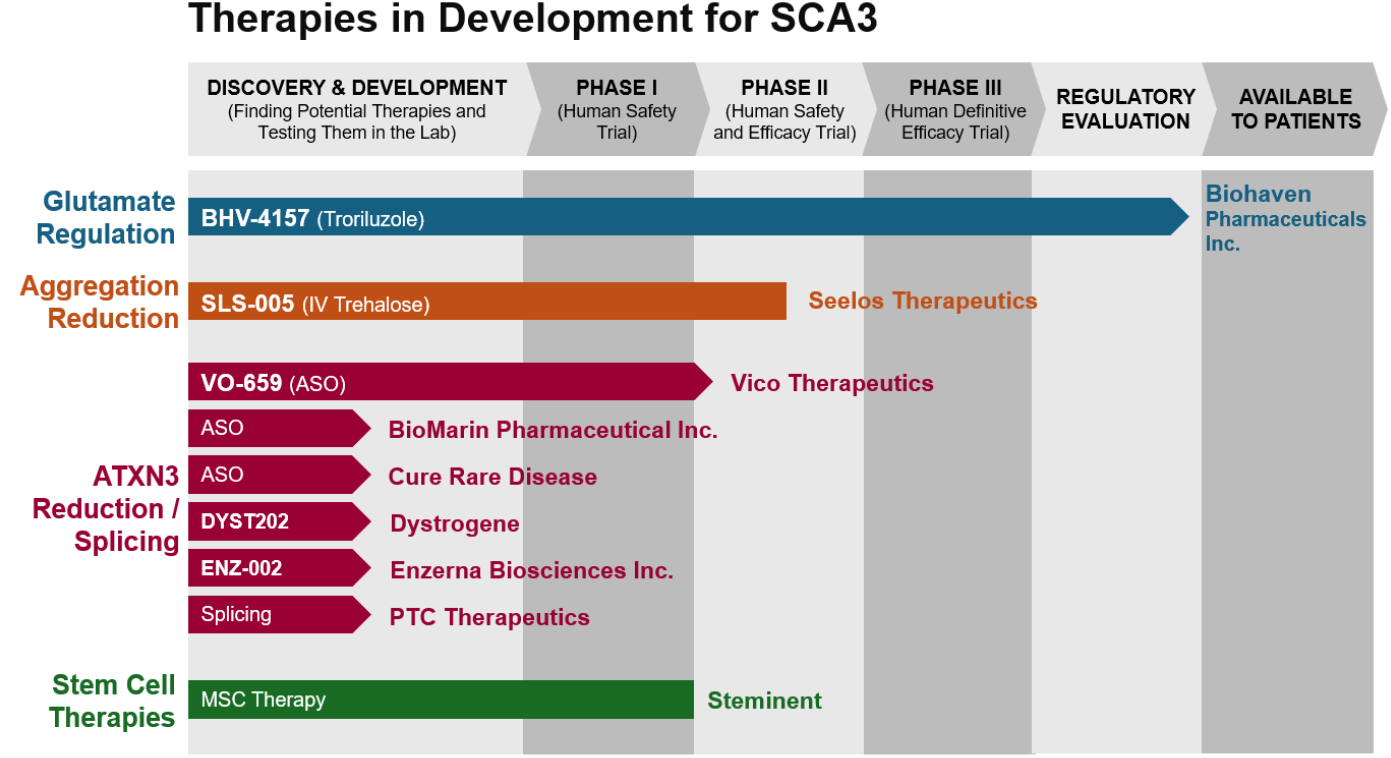 Therapies in Development for SCA3
DISCOVERY & DEVELOPMENT
(Finding Potential Therapies and
Testing Them in the Lab)
PHASE I
(Human Safety
Trial)
PHASE II
(Human Safety
and Efficacy Trial)
PHASE III
(Human Definitive
Efficacy Trial)
REGULATORY
EVALUATION
AVAILABLE
TO PATIENTS
Glutamate
Regulation
BHV-4157 (Troriluzole)
Biohaven
Pharmaceuticals
Inc.
Aggregation
Reduction
SLS-005 (IV Trehalose)
Seelos Therapeutics
ATXN3
Reduction /
Splicing
VO-659 (ASO)
Vico Therapeutics
ASO
BioMarin Pharmaceutical Inc.
ASO
Cure Rare Disease
DYST202
Dystrogene
ENZ-002
Enzerna Biosciences Inc.
Splicing
PTC Therapeutics
Stem Cell
Therapies
MSC Therapy
Steminent